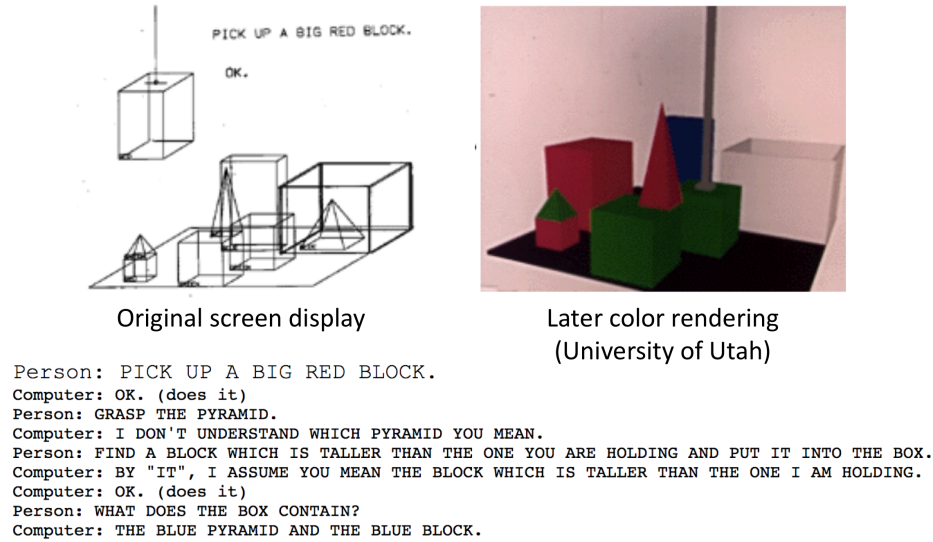 PICK UP A BIG RED BLOCK.
OK.
Original screen display
Later color rendering
(University of Utah)
Person: PICK UP A BIG RED BLOCK.
Computer: OK. (does it)
Person: GRASP THE PYRAMID.
Computer: I DON'T UNDERSTAND WHICH PYRAMID YOU MEAN.
Person: FIND A BLOCK WHICH IS TALLER THAN THE ONE YOU ARE HOLDING AND PUT IT INTO THE BOX.
Computer: BY "IT", I ASSUME YOU MEAN THE BLOCK WHICH IS TALLER THAN THE ONE I AM HOLDING.
Computer: OK. (does it)
Person: WHAT DOES THE BOX CONTAIN?
Computer: THE BLUE PYRAMID AND THE BLUE BLOCK.